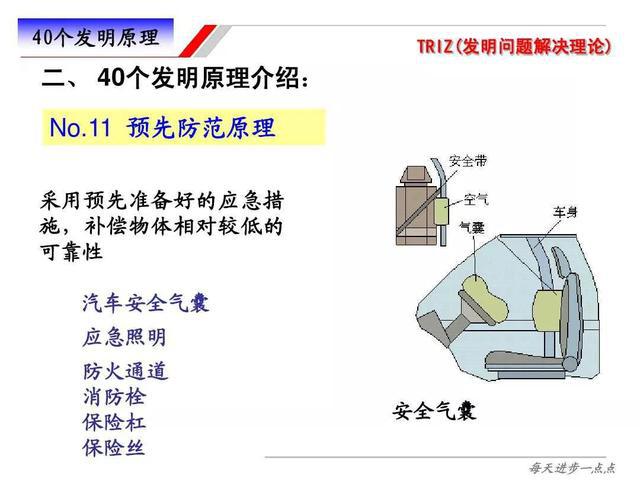 40个发明原理
TRIZ(发明问题解决理论)
二、 40个发明原理介绍：
No.11 预先防范原理
采用预先准备好的应急措
施，补偿物体相对较低的
可靠性
汽车安全气囊
应急照明
防火通道
消防栓
保险杠
保险丝
安全带
空气
气囊
车身
安全气囊
每天进步一点点